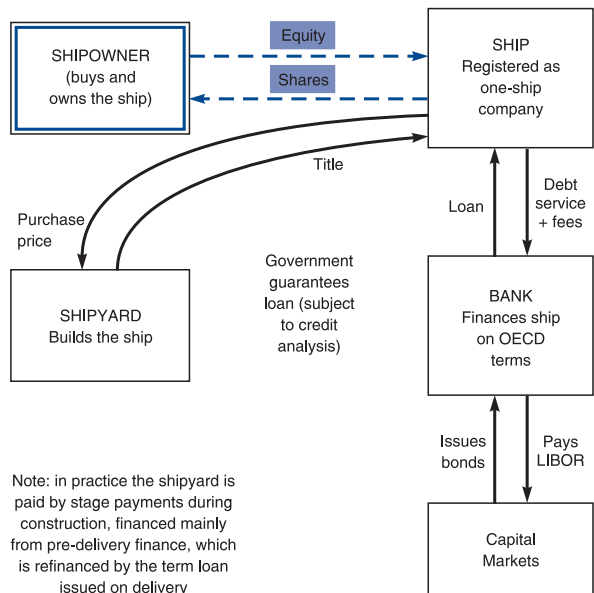 SHIPOWNER
(buys and
owns the ship)
Equity
Shares
SHIP
Registered as
one-ship
company
Title
Purchase
price
Loan
Debt
service
+ fees
SHIPYARD
Builds the ship
Government
guarantees
loan (subject
to credit
analysis)
BANK
Finances ship
on OECD
terms
Issues
bonds
Pays
LIBOR
Note: in practice the shipyard is
paid by stage payments during
construction, financed mainly
from pre-delivery finance, which
is refinanced by the term loan
issued on delivery
Capital
Markets